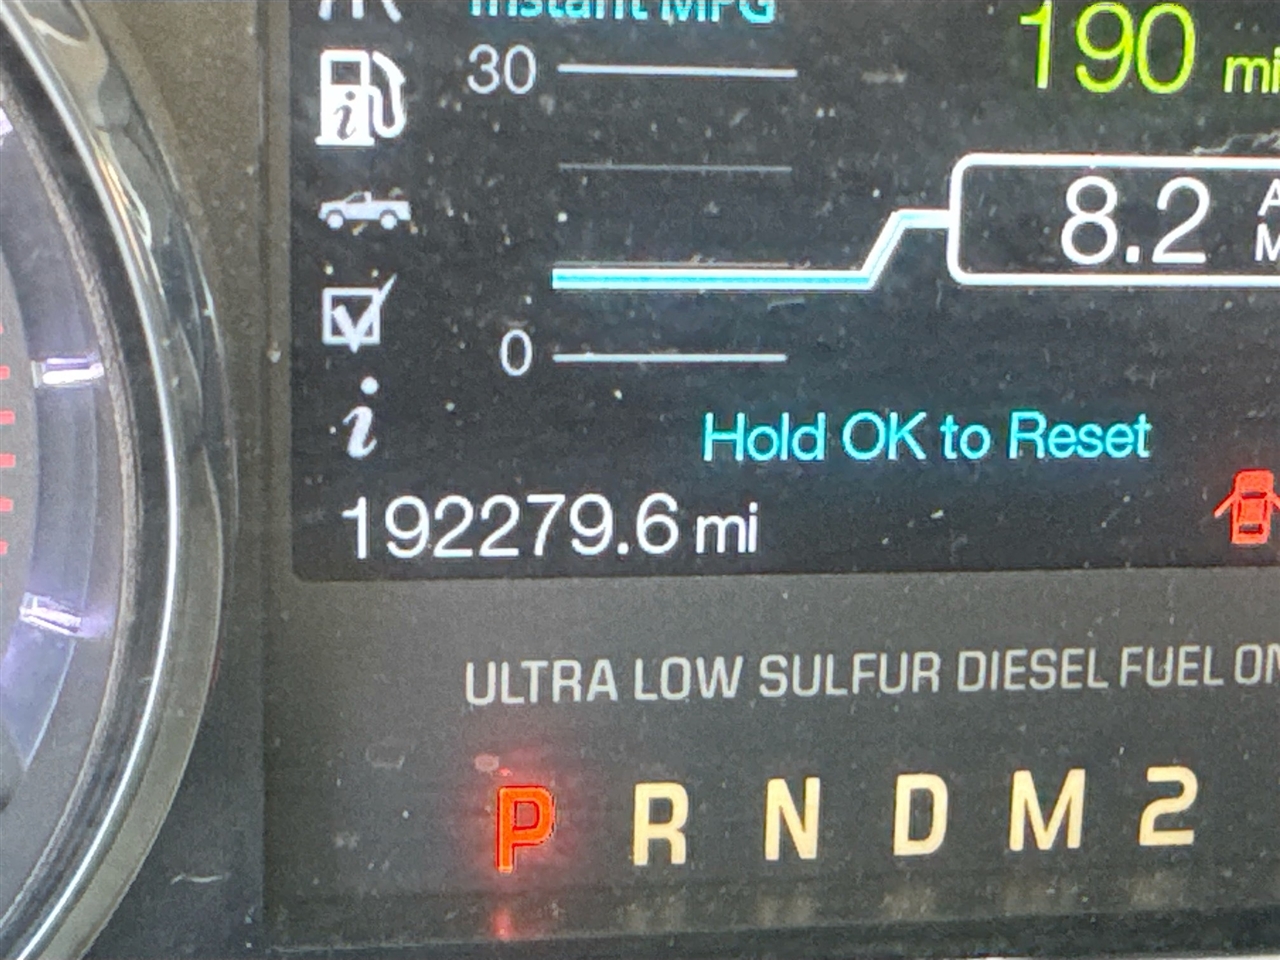 Instant MPG
190 mi
30
8.2
0
Hold OK to Reset
192279.6 mi
ULTRA LOW SULFUR DIESEL FUEL
P R N D M 2